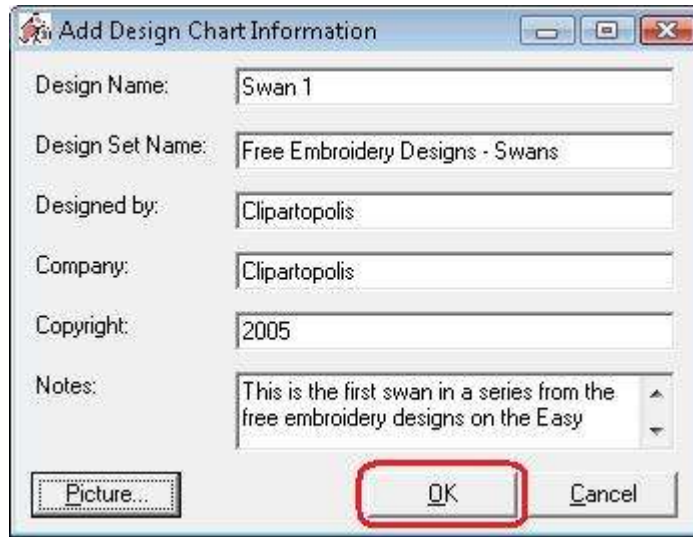 Add Design Chart Information
Design Name: Swan 1
Design Set Name: Free Embroidery Designs - Swans
Designed by: Clipartopolis
Company: Clipartopolis
Copyright: 2005
Notes: This is the first swan in a series from the
free embroidery designs on the Easy
Picture... OK Cancel